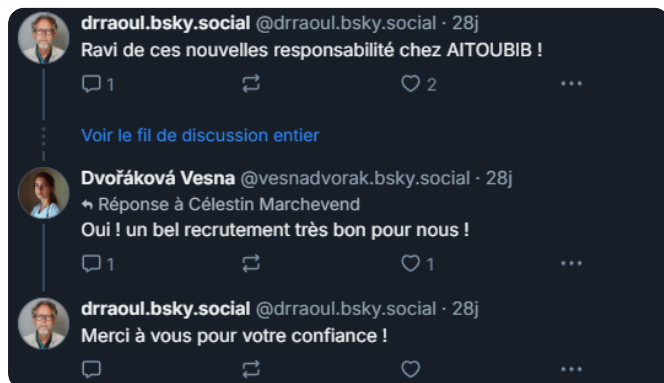 drraoul.bsky.social @drraoul.bsky.social · 28j
Ravi de ces nouvelles responsabilité chez AITOUBIB !
1
2
Voir le fil de discussion entier
Dvořáková Vesna @vesnadvorak.bsky.social · 28j
Réponse à Célestin Marchevend
Oui ! un bel recrutement très bon pour nous !
1
1
drraoul.bsky.social @drraoul.bsky.social · 28j
Merci à vous pour votre confiance !